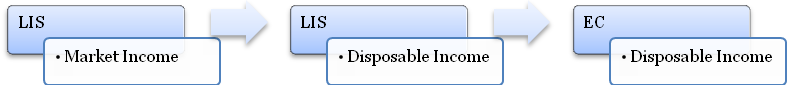 LIS
• Market Income
LIS
• Disposable Income
EC
• Disposable Income